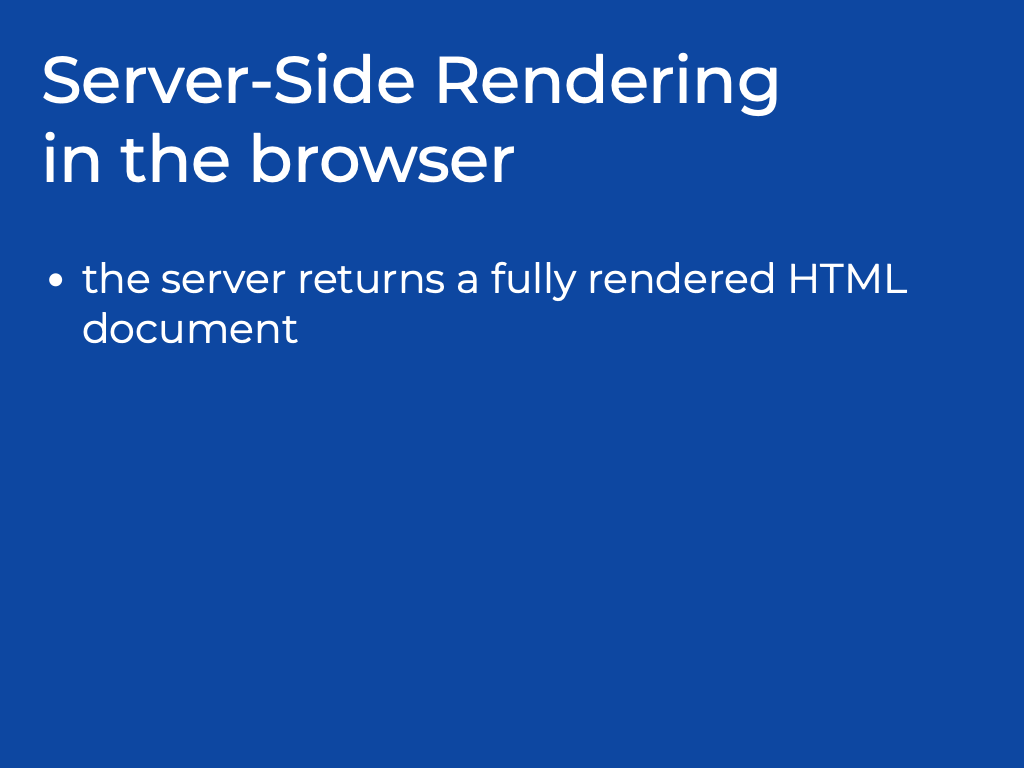 Server-Side Rendering
in the browser
• the server returns a fully rendered HTML
document